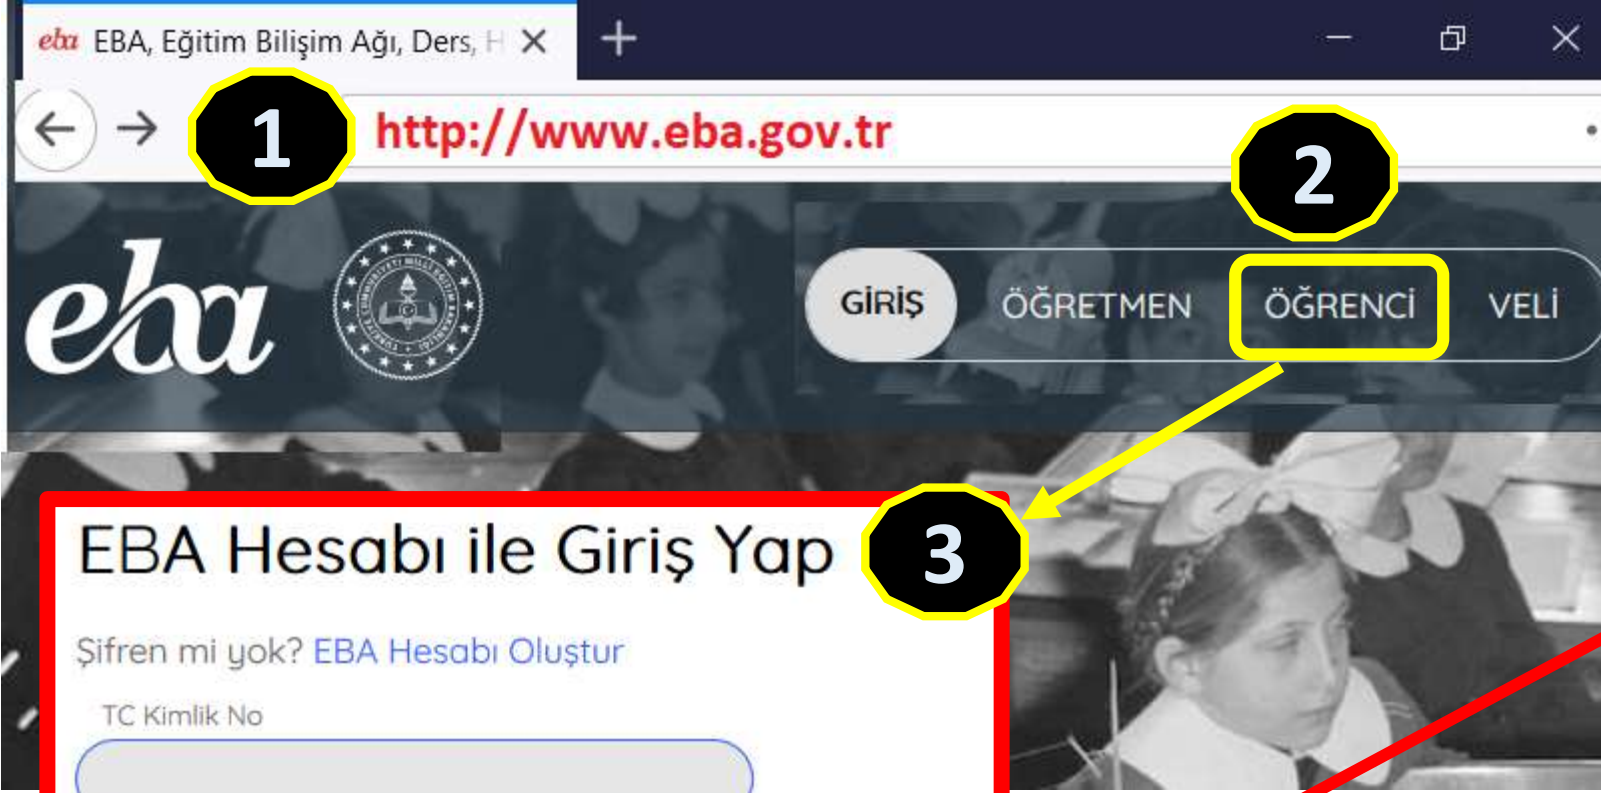 eba EBA, Eğitim Bilişim Ağı, Ders, H
1
http://www.eba.gov.tr
2
eba
GİRİŞ ÖĞRETMEN ÖĞRENCİ VELİ
3
EBA Hesabı ile Giriş Yap
Şifren mi yok? EBA Hesabı Oluştur
TC Kimlik No